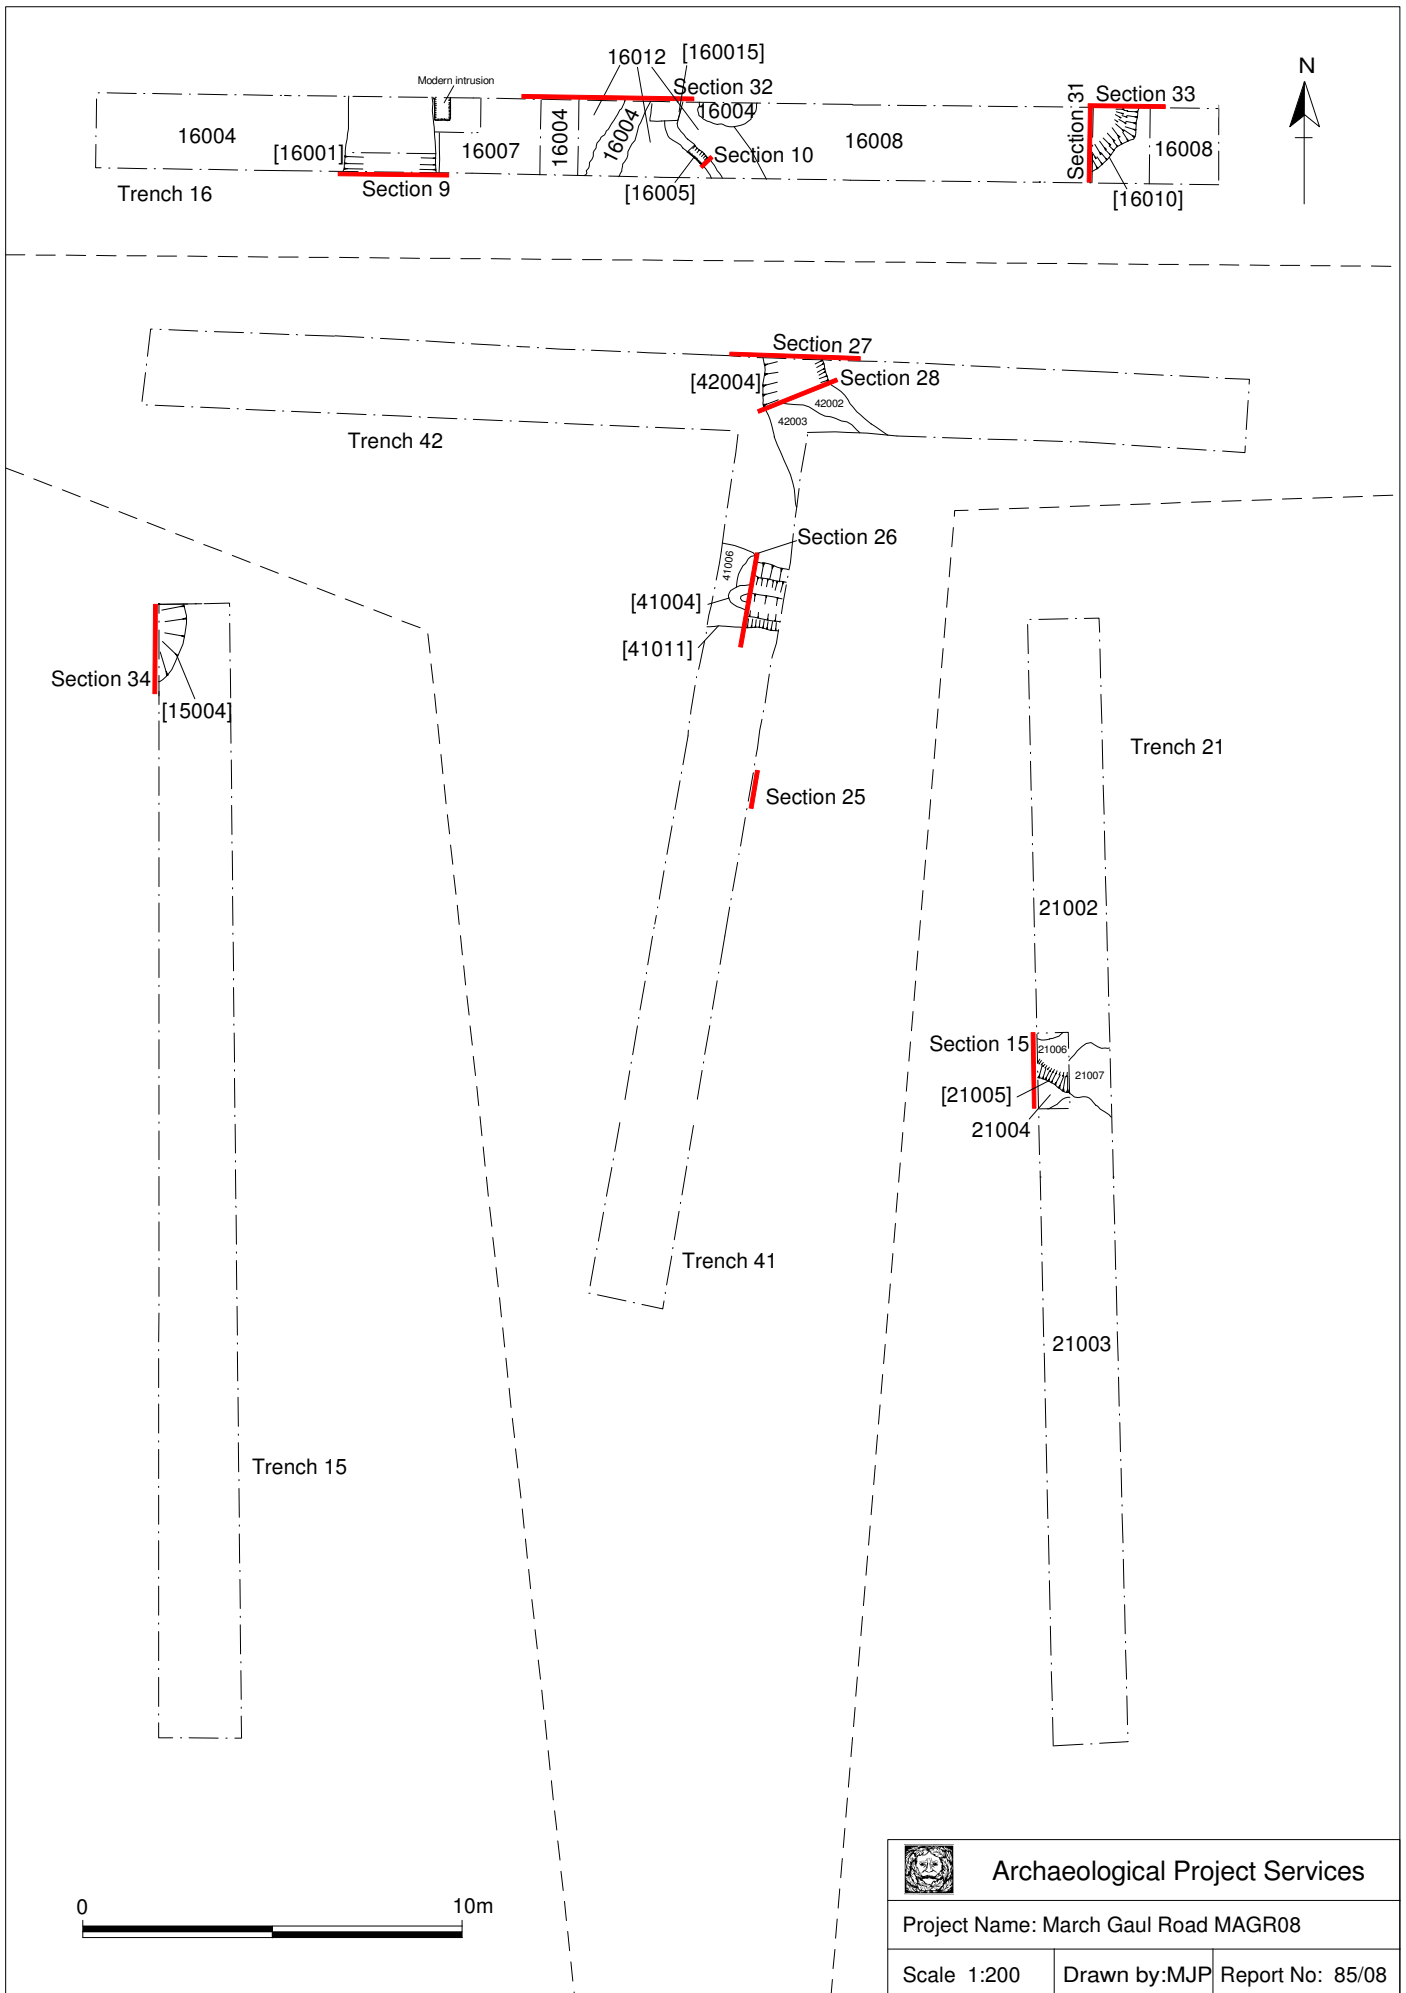 16012 [160015]
N
Modern intrusion
Section 32
Section 31
Section 33
16004
16004
[16001]
16007
16004
16004
Section 10
16008
16008
Trench 16
Section 9
[16005]
[16010]
Section 27
[42004]
Section 28
42002
42003
Trench 42
Section 26
41006
[41004]
[41011]
Section 34
[15004]
Trench 21
Section 25
21002
Section 15
21006
21007
[21005]
21004
Trench 41
21003
Trench 15
Archaeological Project Services
0 10m
Project Name: March Gaul Road MAGR08
Scale 1:200
Drawn by:MJP
Report No: 85/08